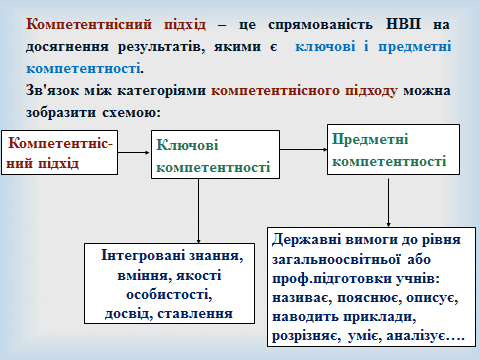 Компетентнісний підхід – це спрямованість НВП на
досягнення результатів, якими є ключові і предметні
компетентності.
Зв'язок між категоріями компетентнісного підходу можна
зобразити схемою:
Компетентніс-
ний підхід
Ключові
компетентності
Предметні
компетентності
Інтегровані знання,
вміння, якості
особистості,
досвід, ставлення
Державні вимоги до рівня
загальноосвітньої або
проф.підготовки учнів:
називає, пояснює, описує,
наводить приклади,
розрізняє, уміє, аналізує….